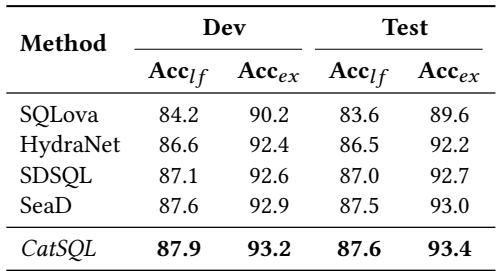 Method Dev Test
Acc_lf Acc_ex Acc_lf Acc_ex
SQLova 84.2 90.2 83.6 89.6
HydraNet 86.6 92.4 86.5 92.2
SDSQL 87.1 92.6 87.0 92.7
SeaD 87.6 92.9 87.5 93.0
CatSQL 87.9 93.2 87.6 93.4